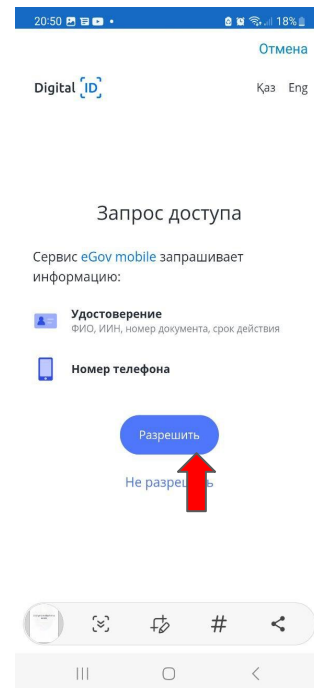 20:50 18%
Отмена
Digital ID Қаз Eng
Запрос доступа
Сервис eGov mobile запрашивает
информацию:
Удостоверение
ФИО, ИИН, номер документа, срок действия
Номер телефона
Разрешить
Не